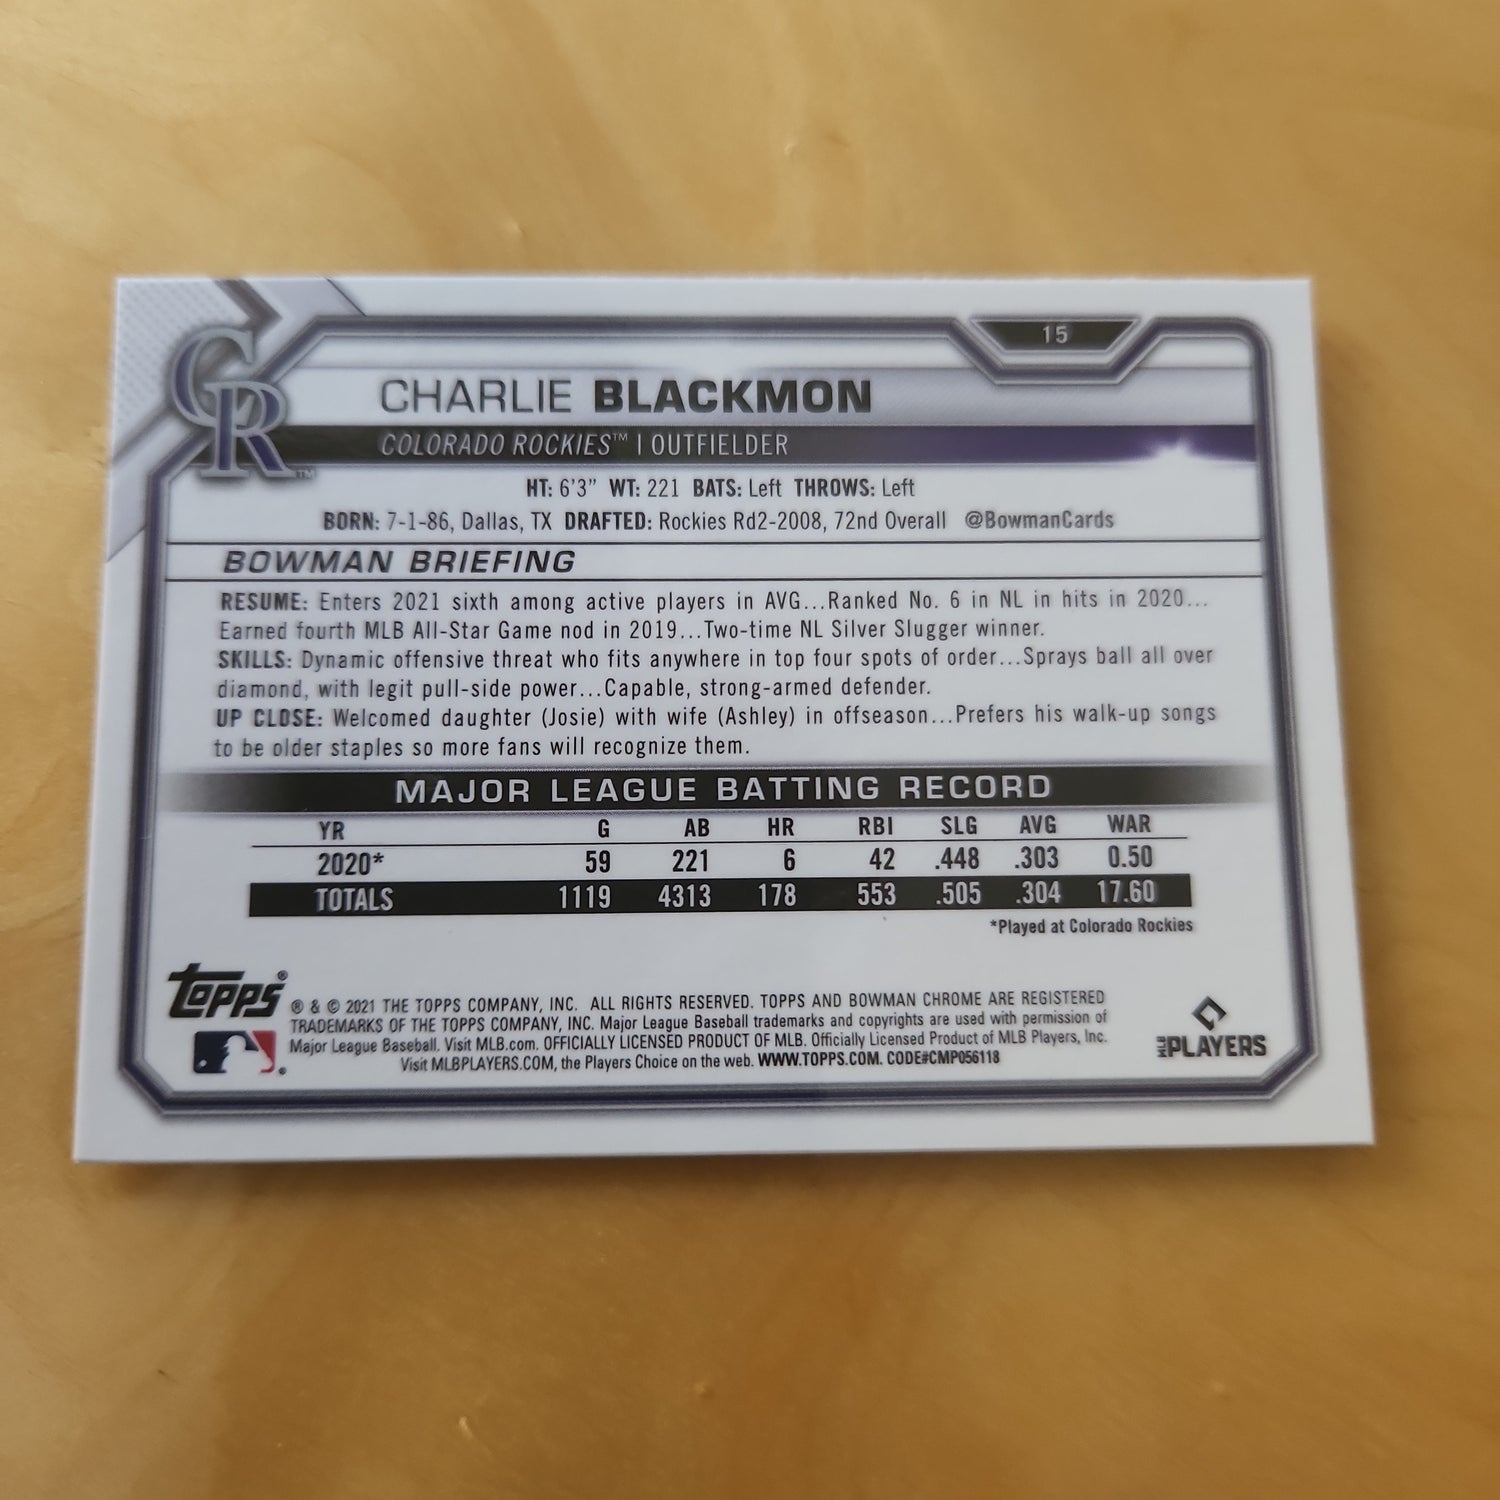 15
CR™
CHARLIE BLACKMON
COLORADO ROCKIES™ | OUTFIELDER
HT: 6'3" WT: 221 BATS: Left THROWS: Left
BORN: 7-1-86, Dallas, TX DRAFTED: Rockies Rd2-2008, 72nd Overall @BowmanCards
BOWMAN BRIEFING
RESUME: Enters 2021 sixth among active players in AVG...Ranked No. 6 in NL in hits in 2020...
Earned fourth MLB All-Star Game nod in 2019...Two-time NL Silver Slugger winner.
SKILLS: Dynamic offensive threat who fits anywhere in top four spots of order...Sprays ball all over
diamond, with legit pull-side power...Capable, strong-armed defender.
UP CLOSE: Welcomed daughter (Josie) with wife (Ashley) in offseason...Prefers his walk-up songs
to be older staples so more fans will recognize them.
MAJOR LEAGUE BATTING RECORD
YR G AB HR RBI SLG AVG WAR
2020* 59 221 6 42 .448 .303 0.50
TOTALS 1119 4313 178 553 .505 .304 17.60
*Played at Colorado Rockies
Topps®
® & © 2021 THE TOPPS COMPANY, INC. ALL RIGHTS RESERVED. TOPPS AND BOWMAN CHROME ARE REGISTERED
TRADEMARKS OF THE TOPPS COMPANY, INC. Major League Baseball trademarks and copyrights are used with permission of
Major League Baseball. Visit MLB.com. OFFICIALLY LICENSED PRODUCT OF MLB. Officially Licensed Product of MLB Players, Inc.
Visit MLBPLAYERS.COM, the Players Choice on the web. WWW.TOPPS.COM. CODE#CMP056118
MLB PLAYERS